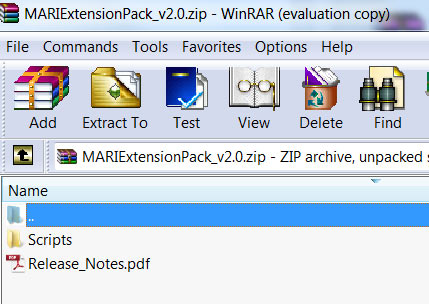 MARIExtensionPack_v2.0.zip - WinRAR (evaluation copy)
File Commands Tools Favorites Options Help
Add Extract To Test View Delete Find
MARIExtensionPack_v2.0.zip - ZIP archive, unpacked
Name
..
Scripts
Release_Notes.pdf